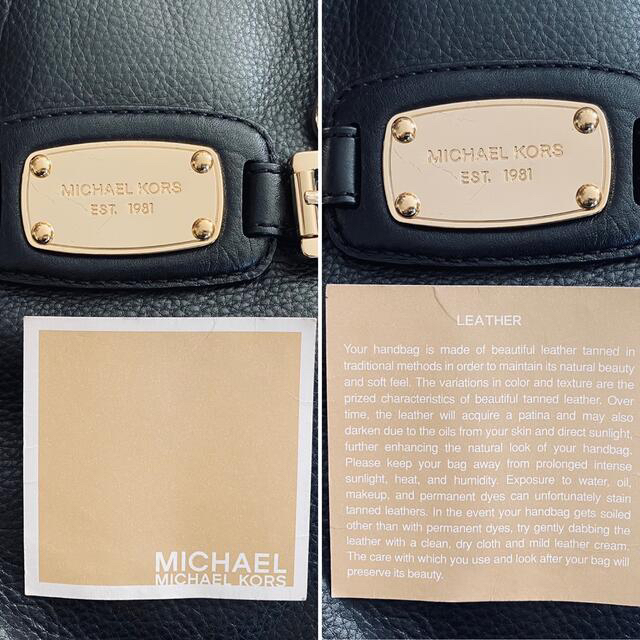 MICHAEL KORS
EST. 1981
MICHAEL
MICHAEL KORS
MICHAEL KORS
EST. 1981
LEATHER
Your handbag is made of beautiful leather tanned in
traditional methods in order to maintain its natural beauty
and soft feel. The variations in color and texture are the
prized characteristics of beautiful tanned leather. Over
time, the leather will acquire a patina and may also
darken due to the oils from your skin and direct sunlight,
further enhancing the natural look of your handbag.
Please keep your bag away from prolonged intense
sunlight, heat, and humidity. Exposure to water, oil,
makeup, and permanent dyes can unfortunately stain
tanned leathers. In the event your handbag gets soiled
other than with permanent dyes, try gently dabbing the
leather with a clean, dry cloth and mild leather cream.
The care with which you use and look after your bag will
preserve its beauty.